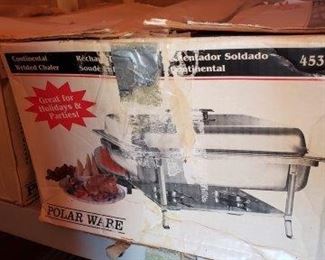 Continental
Welded Chafer
Réchaud
Soudé
Calentador Soldado
Continental
453
Great for
Holidays &
Parties!
POLAR WARE